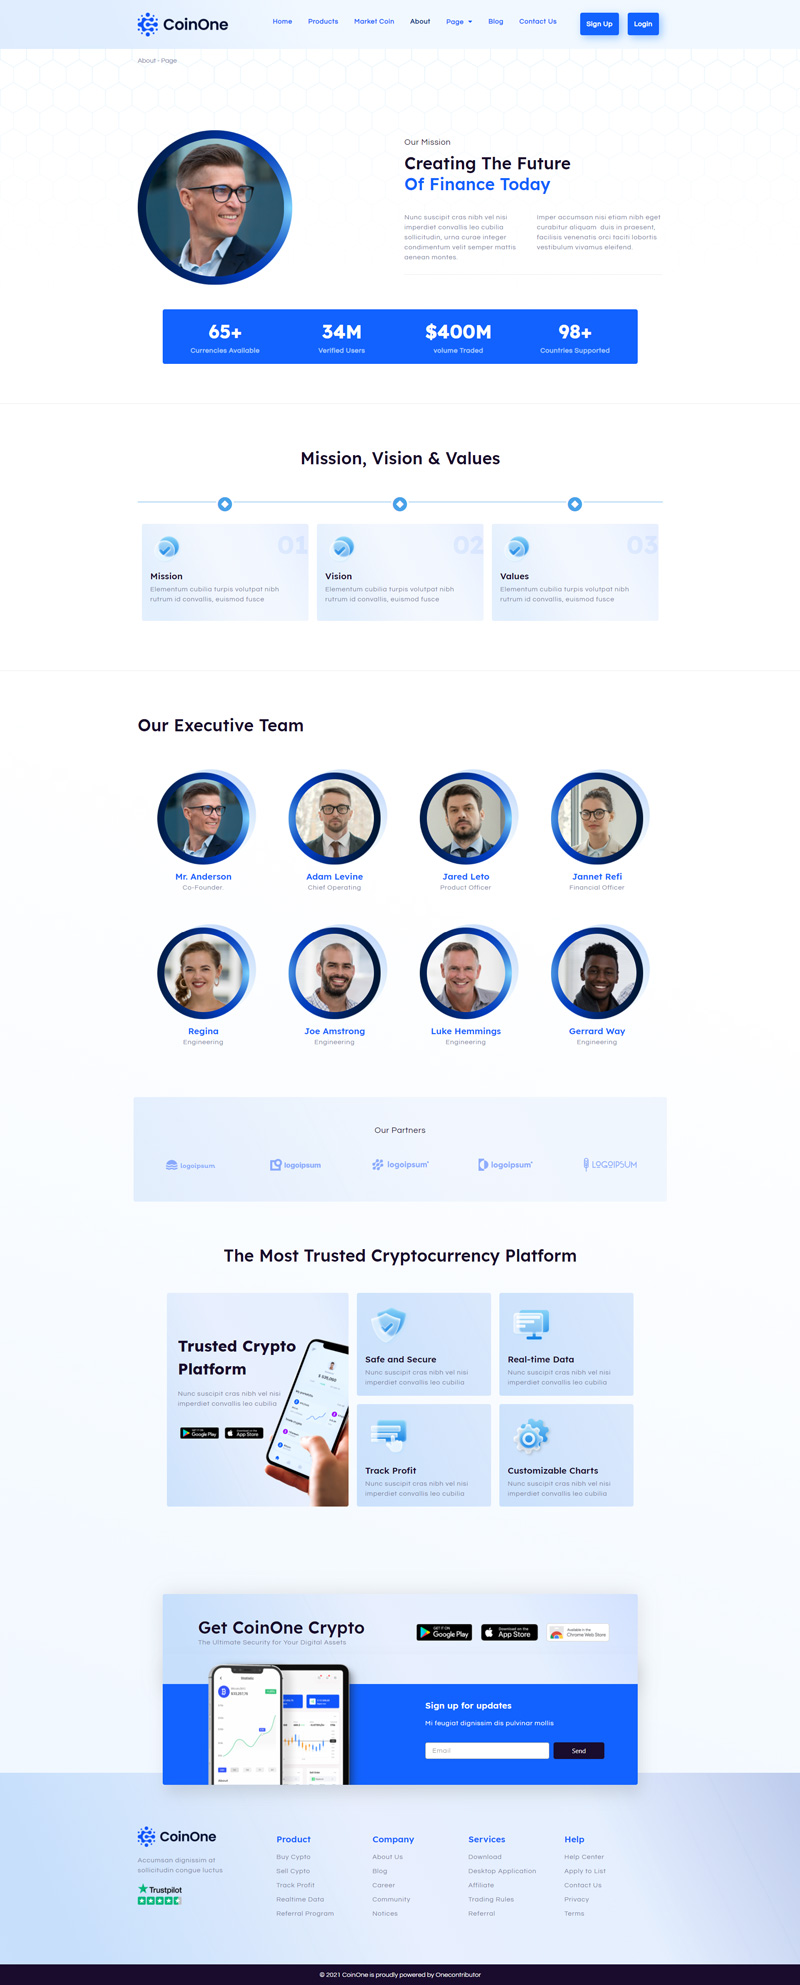 CoinOne
Home Products Market Coin About Page Blog Contact Us Sign Up Login
About - Page
Our Mission
Creating The Future
Of Finance Today
Nunc suscipit cras nibh vel nisi
imperdiet convallis leo cubilia
sollicitudin, urna curae integer
condimentum velit semper mattis
aenean montes.
Imper accumsan nisi etiam nibh eget
curabitur aliquam duis in praesent,
facilisis venenatis orci taciti lobortis
vestibulum vivamus eleifend.
65+
Currencies Available
34M
Verified Users
$400M
volume Traded
98+
Countries Supported
Mission, Vision & Values
01
Mission
Elementum cubilia turpis volutpat nibh
rutrum id convallis, euismod fusce
02
Vision
Elementum cubilia turpis volutpat nibh
rutrum id convallis, euismod fusce
03
Values
Elementum cubilia turpis volutpat nibh
rutrum id convallis, euismod fusce
Our Executive Team
Mr. Anderson
Co-Founder
Adam Levine
Chief Operating
Jared Leto
Product Officer
Jannet Refi
Financial Officer
Regina
Engineering
Joe Amstrong
Engineering
Luke Hemmings
Engineering
Gerrard Way
Engineering
Our Partners
logoipsum
logoipsum
logoipsum
logoipsum
LOGOIPSUM
The Most Trusted Cryptocurrency Platform
Trusted Crypto
Platform
Nunc suscipit cras nibh vel nisi
imperdiet convallis leo cubilia
GET IT ON
Google Play
Download on the
App Store
Safe and Secure
Nunc suscipit cras nibh vel nisi
imperdiet convallis leo cubilia
Real-time Data
Nunc suscipit cras nibh vel nisi
imperdiet convallis leo cubilia
Track Profit
Nunc suscipit cras nibh vel nisi
imperdiet convallis leo cubilia
Customizable Charts
Nunc suscipit cras nibh vel nisi
imperdiet convallis leo cubilia
Get CoinOne Crypto
The Ultimate Security for Your Digital Assets
GET IT ON
Google Play
Download on the
App Store
Available in the
Chrome Web Store
Sign up for updates
Mi feugiat dignissim dis pulvinar mollis
Email
Send
CoinOne
Accumsan dignissim at
sollicitudin congue luctus
Trustpilot
Product
Buy Cypto
Sell Cypto
Track Profit
Realtime Data
Referral Program
Company
About Us
Blog
Career
Community
Notices
Services
Download
Desktop Application
Affiliate
Trading Rules
Referral
Help
Help Center
Apply to List
Contact Us
Privacy
Terms
© 2021 CoinOne is proudly powered by Onecontributor